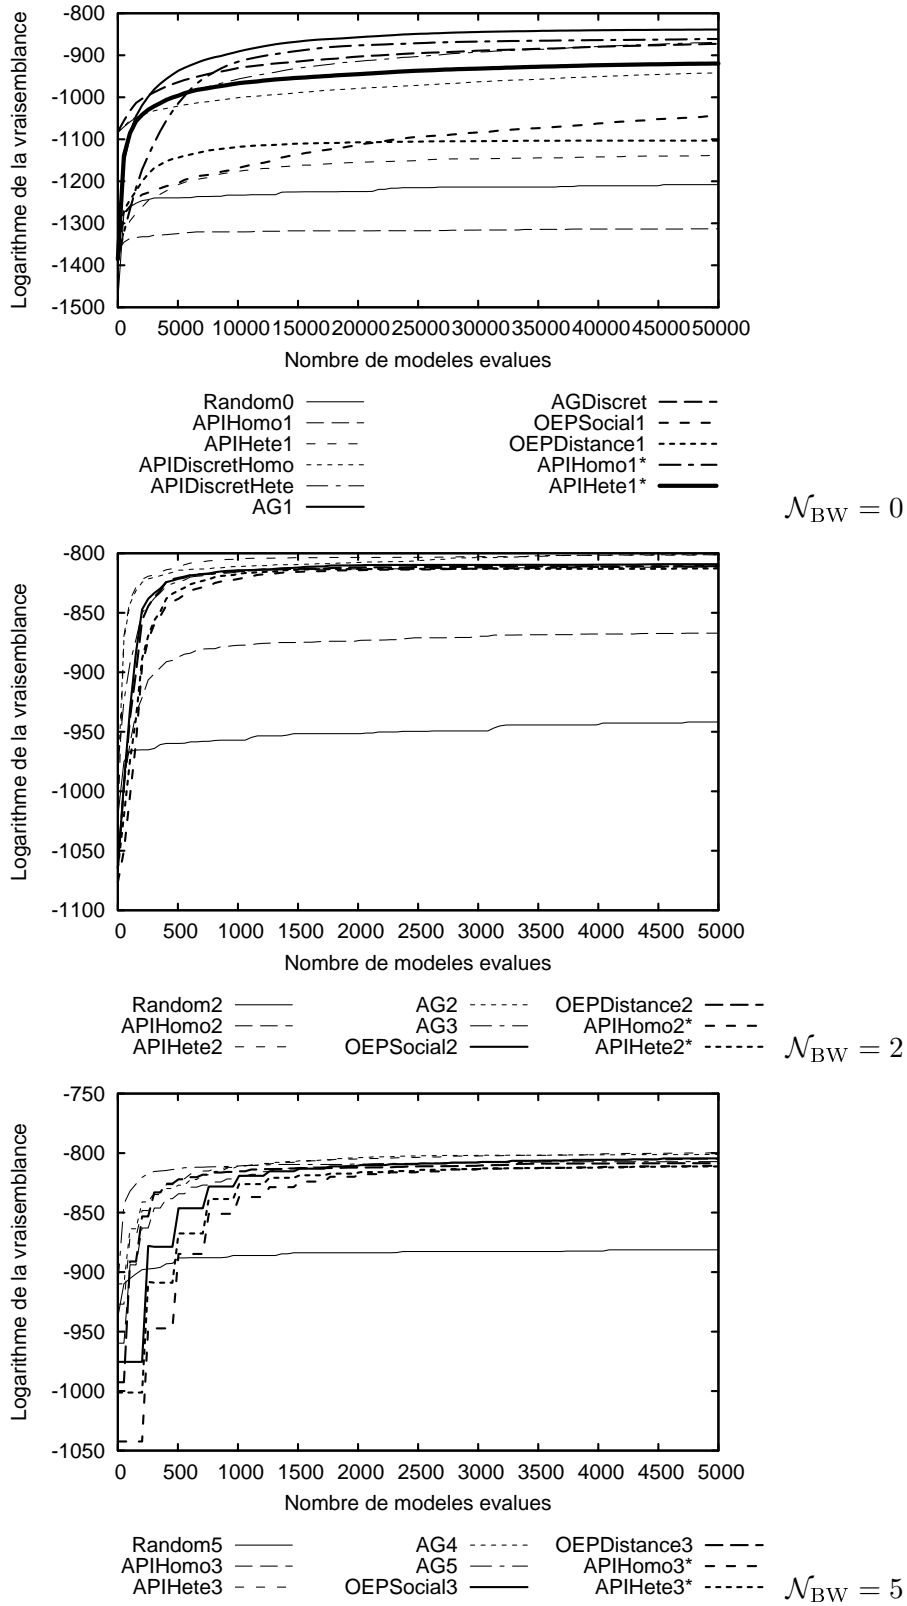 -800
-900
-1000
-1100
-1200
-1300
-1400
-1500
Logarithme de la vraisemblance
0 5000 10000 15000 20000 25000 30000 35000 40000 45000 50000
Nombre de modeles evalues
Random0 AGDiscret
APIHomo1 OEPSocial1
APIHete1 OEPDistance1
APIDiscretHomo APIHomo1*
APIDiscretHete APIHete1*
AG1
𝒩BW = 0
-800
-850
-900
-950
-1000
-1050
-1100
Logarithme de la vraisemblance
0 500 1000 1500 2000 2500 3000 3500 4000 4500 5000
Nombre de modeles evalues
Random2 AG2 OEPDistance2
APIHomo2 AG3 APIHomo2*
APIHete2 OEPSocial2 APIHete2*
𝒩BW = 2
-750
-800
-850
-900
-950
-1000
-1050
Logarithme de la vraisemblance
0 500 1000 1500 2000 2500 3000 3500 4000 4500 5000
Nombre de modeles evalues
Random5 AG4 OEPDistance3
APIHomo3 AG5 APIHomo3*
APIHete3 OEPSocial3 APIHete3*
𝒩BW = 5